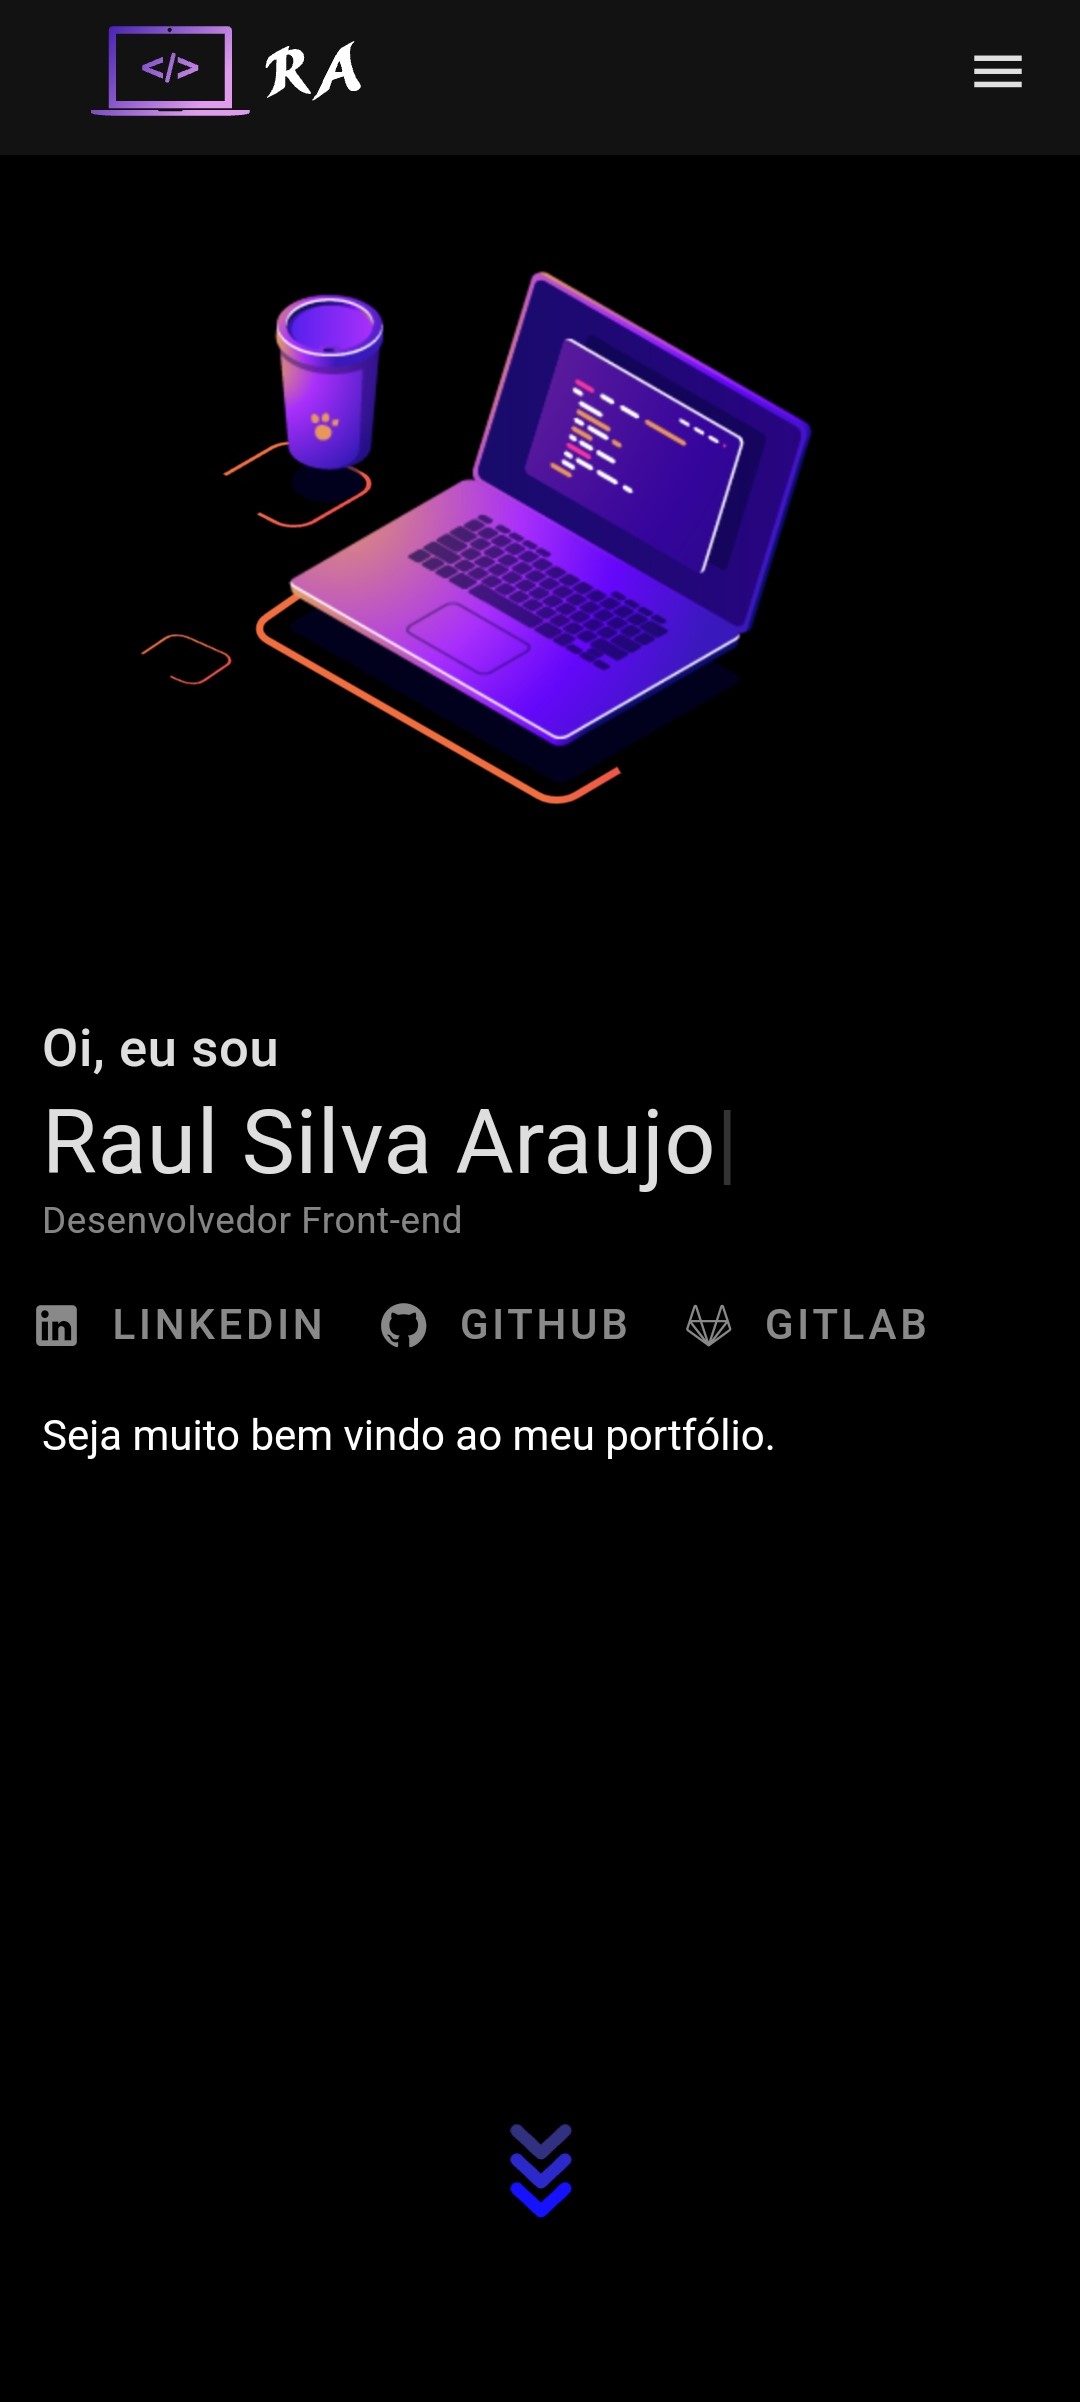 </> RA
Oi, eu sou
Raul Silva Araujo|
Desenvolvedor Front-end
LINKEDIN GITHUB GITLAB
Seja muito bem vindo ao meu portfólio.